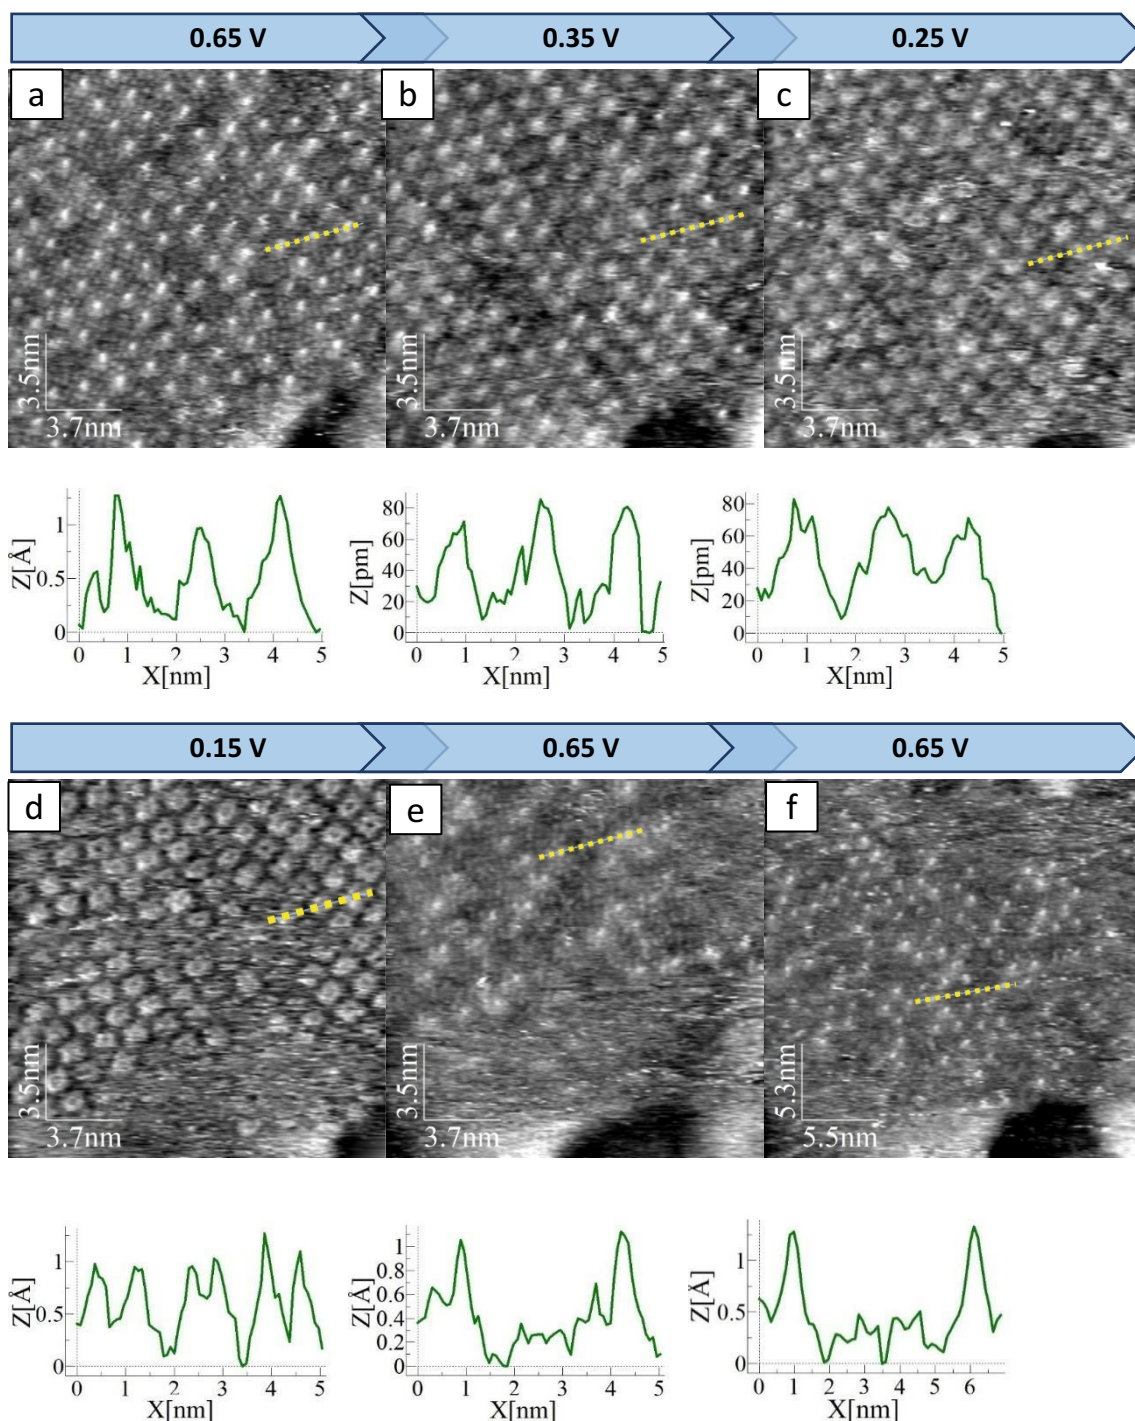 0.65 V 0.35 V 0.25 V
a b c
3.5nm 3.5nm 3.5nm
3.7nm 3.7nm 3.7nm
Z[Å] 1 0.5 0
0 1 2 3 4 5
X[nm]
Z[pm] 80 60 40 20 0
0 1 2 3 4 5
X[nm]
Z[pm] 80 60 40 20 0
0 1 2 3 4 5
X[nm]
0.15 V 0.65 V 0.65 V
d e f
3.5nm 3.5nm 5.3nm
3.7nm 3.7nm 5.5nm
Z[Å] 1 0.5 0
0 1 2 3 4 5
X[nm]
Z[Å] 1 0.8 0.6 0.4 0.2 0
0 1 2 3 4 5
X[nm]
Z[Å] 1 0.5 0
0 1 2 3 4 5 6
X[nm]